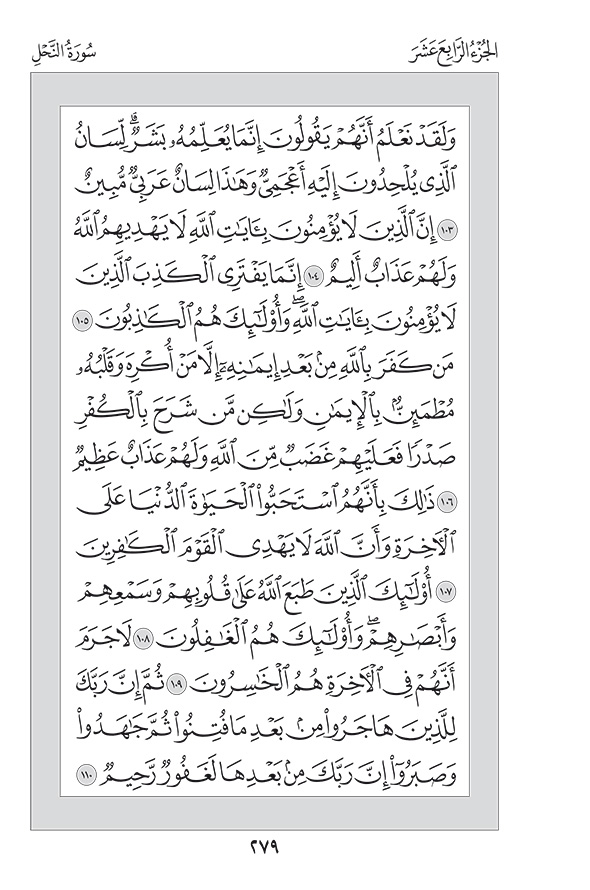 الجُزْءُ الرَّابِعَ عَشَرَ
سُورَةُ النَّحْلِ
وَلَقَدْ نَعْلَمُ أَنَّهُمْ يَقُولُونَ إِنَّمَا يُعَلِّمُهُۥ بَشَرٌ ۗ لِّسَانُ
ٱلَّذِى يُلْحِدُونَ إِلَيْهِ أَعْجَمِىٌّ وَهَٰذَا لِسَانٌ عَرَبِىٌّ مُّبِينٌ
١٠٣ إِنَّ ٱلَّذِينَ لَا يُؤْمِنُونَ بِـَٔايَٰتِ ٱللَّهِ لَا يَهْدِيهِمُ ٱللَّهُ
وَلَهُمْ عَذَابٌ أَلِيمٌ ١٠٤ إِنَّمَا يَفْتَرِى ٱلْكَذِبَ ٱلَّذِينَ
لَا يُؤْمِنُونَ بِـَٔايَٰتِ ٱللَّهِ ۖ وَأُو۟لَٰٓئِكَ هُمُ ٱلْكَٰذِبُونَ ١٠٥
مَن كَفَرَ بِٱللَّهِ مِنۢ بَعْدِ إِيمَٰنِهِۦٓ إِلَّا مَنْ أُكْرِهَ وَقَلْبُهُۥ
مُطْمَئِنٌّۢ بِٱلْإِيمَٰنِ وَلَٰكِن مَّن شَرَحَ بِٱلْكُفْرِ
صَدْرًا فَعَلَيْهِمْ غَضَبٌ مِّنَ ٱللَّهِ وَلَهُمْ عَذَابٌ عَظِيمٌ
١٠٦ ذَٰلِكَ بِأَنَّهُمُ ٱسْتَحَبُّوا۟ ٱلْحَيَوٰةَ ٱلدُّنْيَا عَلَى
ٱلْـَٔاخِرَةِ وَأَنَّ ٱللَّهَ لَا يَهْدِى ٱلْقَوْمَ ٱلْكَٰفِرِينَ
١٠٧ أُو۟لَٰٓئِكَ ٱلَّذِينَ طَبَعَ ٱللَّهُ عَلَىٰ قُلُوبِهِمْ وَسَمْعِهِمْ
وَأَبْصَٰرِهِمْ ۖ وَأُو۟لَٰٓئِكَ هُمُ ٱلْغَٰفِلُونَ ١٠٨ لَا جَرَمَ
أَنَّهُمْ فِى ٱلْـَٔاخِرَةِ هُمُ ٱلْخَٰسِرُونَ ١٠٩ ثُمَّ إِنَّ رَبَّكَ
لِلَّذِينَ هَاجَرُوا۟ مِنۢ بَعْدِ مَا فُتِنُوا۟ ثُمَّ جَٰهَدُوا۟
وَصَبَرُوٓا۟ إِنَّ رَبَّكَ مِنۢ بَعْدِهَا لَغَفُورٌ رَّحِيمٌ ١١٠
٢٧٩